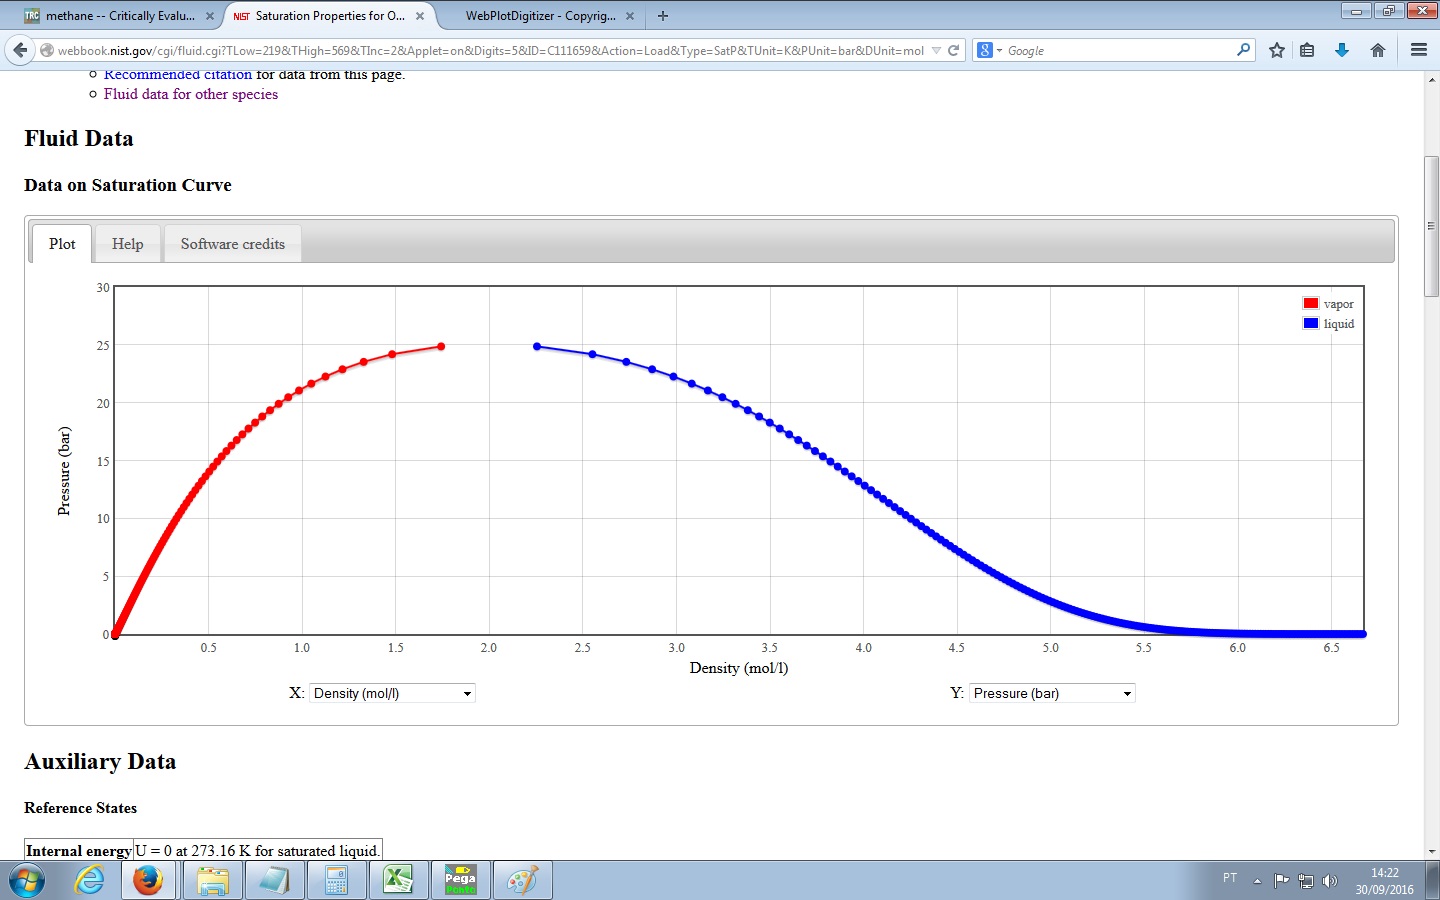 methane -- Critically Evalu...
NIST Saturation Properties for O...
WebPlotDigitizer - Copyrig...
webbook.nist.gov/cgi/fluid.cgi?TLow=219&THigh=569&TInc=2&Applet=on&Digits=5&ID=C111659&Action=Load&Type=SatP&TUnit=K&PUnit=bar&DUnit=mol
8 Google
Recommended citation for data from this page.
Fluid data for other species
Fluid Data
Data on Saturation Curve
Plot Help Software credits
30
25
20
15
10
5
0
Pressure (bar)
vapor
liquid
0.5 1.0 1.5 2.0 2.5 3.0 3.5 4.0 4.5 5.0 5.5 6.0 6.5
Density (mol/l)
X: Density (mol/l) Y: Pressure (bar)
Auxiliary Data
Reference States
Internal energy U = 0 at 273.16 K for saturated liquid.
Pega
Ponto
PT
14:22
30/09/2016